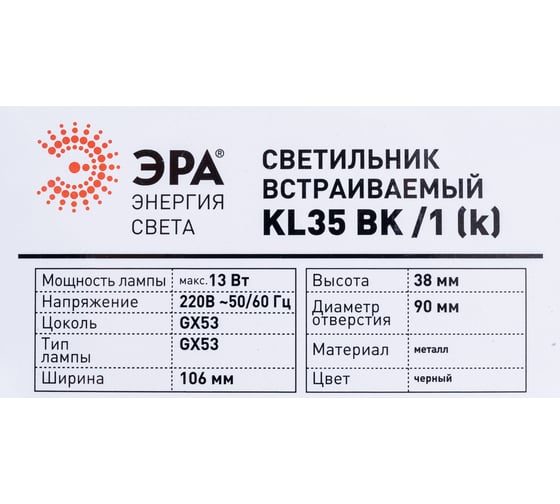 ЭРА®
ЭНЕРГИЯ
СВЕТА
СВЕТИЛЬНИК
ВСТРАИВАЕМЫЙ
KL35 BK /1 (k)
Мощность лампы макс. 13 Вт
Напряжение 220В ~50/60 Гц
Цоколь GX53
Тип лампы GX53
Ширина 106 мм
Высота 38 мм
Диаметр отверстия 90 мм
Материал металл
Цвет черный